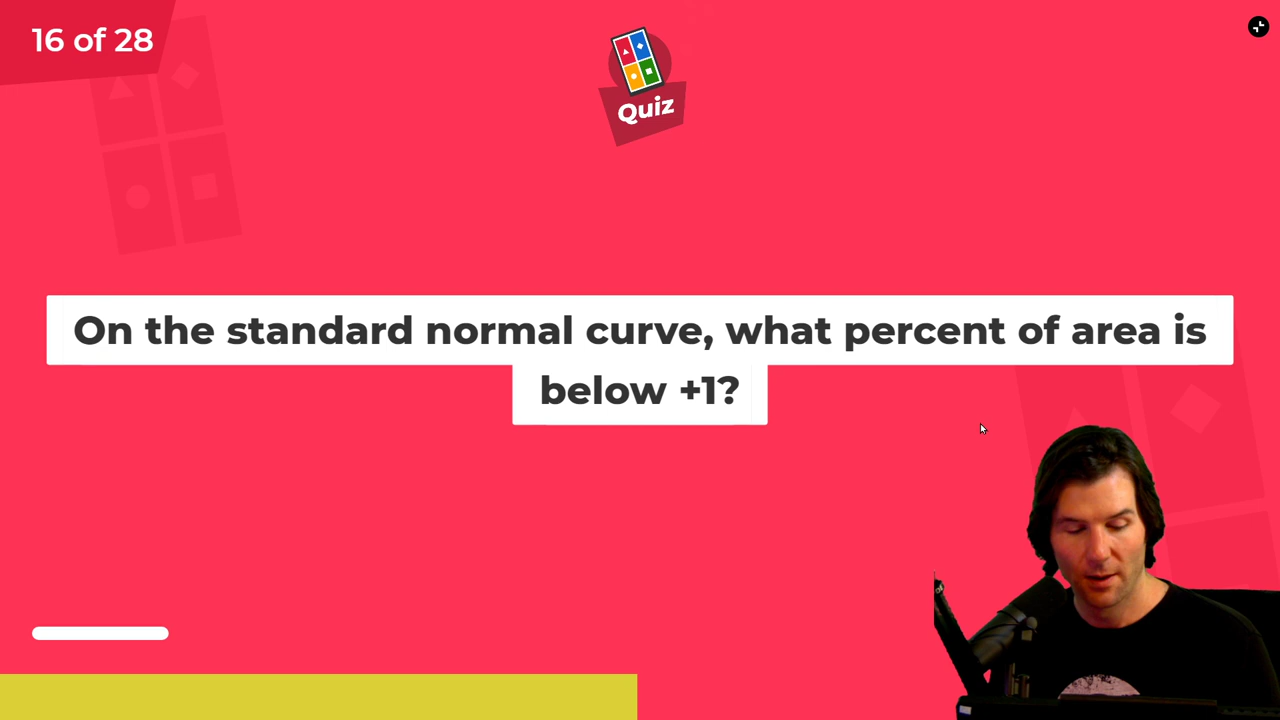 16 of 28
Quiz
On the standard normal curve, what percent of area is
below +1?